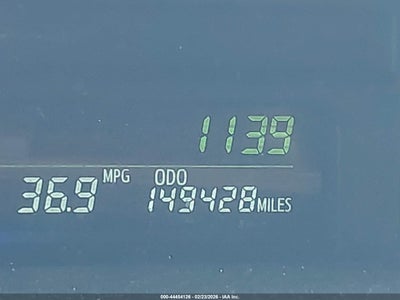 1139
MPG ODO
36.9 149428 MILES
000-44454126 - 02/23/2026 - IAA Inc.